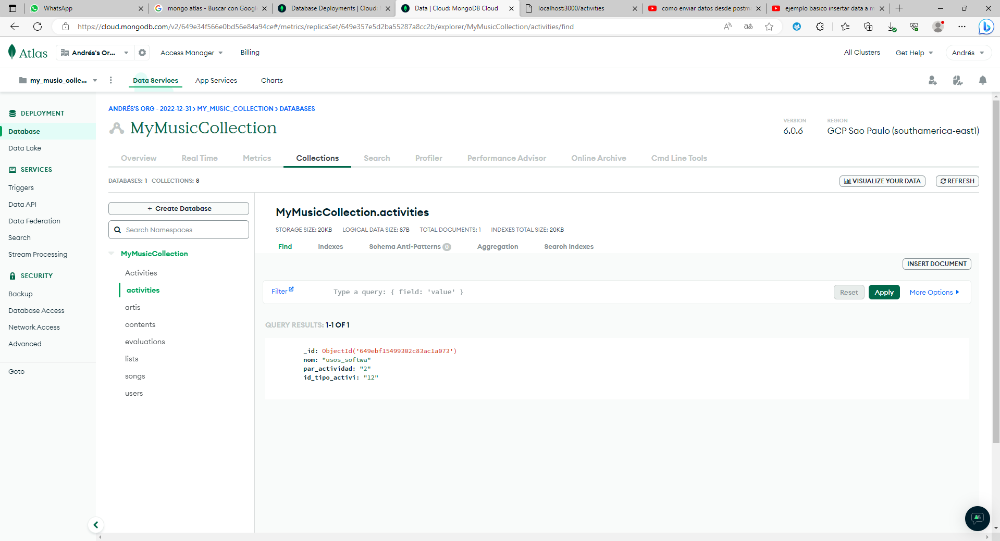 WhatsApp
mongo atlas - Buscar con Googl
Database Deployments | Cloud:
Data | Cloud: MongoDB Cloud
localhost:3000/activities
como enviar datos desde postm
ejemplo basico insertar data a m
https://cloud.mongodb.com/v2/649e34f566e0bd56e84a94ce#/metrics/replicaSet/649e357e5d2ba55287a8cc2b/explorer/MyMusicCollection/activities/find
Atlas
Andrés's Or...
Access Manager
Billing
All Clusters
Get Help
Andrés
my_music_colle...
Data Services
App Services
Charts
DEPLOYMENT
Database
Data Lake
SERVICES
Triggers
Data API
Data Federation
Search
Stream Processing
SECURITY
Backup
Database Access
Network Access
Advanced
Goto
ANDRÉS'S ORG - 2022-12-31 > MY_MUSIC_COLLECTION > DATABASES
MyMusicCollection
VERSION
6.0.6
REGION
GCP Sao Paulo (southamerica-east1)
Overview
Real Time
Metrics
Collections
Search
Profiler
Performance Advisor
Online Archive
Cmd Line Tools
DATABASES: 1 COLLECTIONS: 8
VISUALIZE YOUR DATA
REFRESH
+ Create Database
Search Namespaces
MyMusicCollection
Activities
activities
artis
contents
evaluations
lists
songs
users
MyMusicCollection.activities
STORAGE SIZE: 20KB LOGICAL DATA SIZE: 87B TOTAL DOCUMENTS: 1 INDEXES TOTAL SIZE: 20KB
Find
Indexes
Schema Anti-Patterns 0
Aggregation
Search Indexes
INSERT DOCUMENT
Filter
Type a query: { field: 'value' }
Reset
Apply
More Options
QUERY RESULTS: 1-1 OF 1
_id: ObjectId('649ebf15499302c83ac1a073')
nom: "usos_softwa"
par_actividad: "2"
id_tipo_activi: "12"